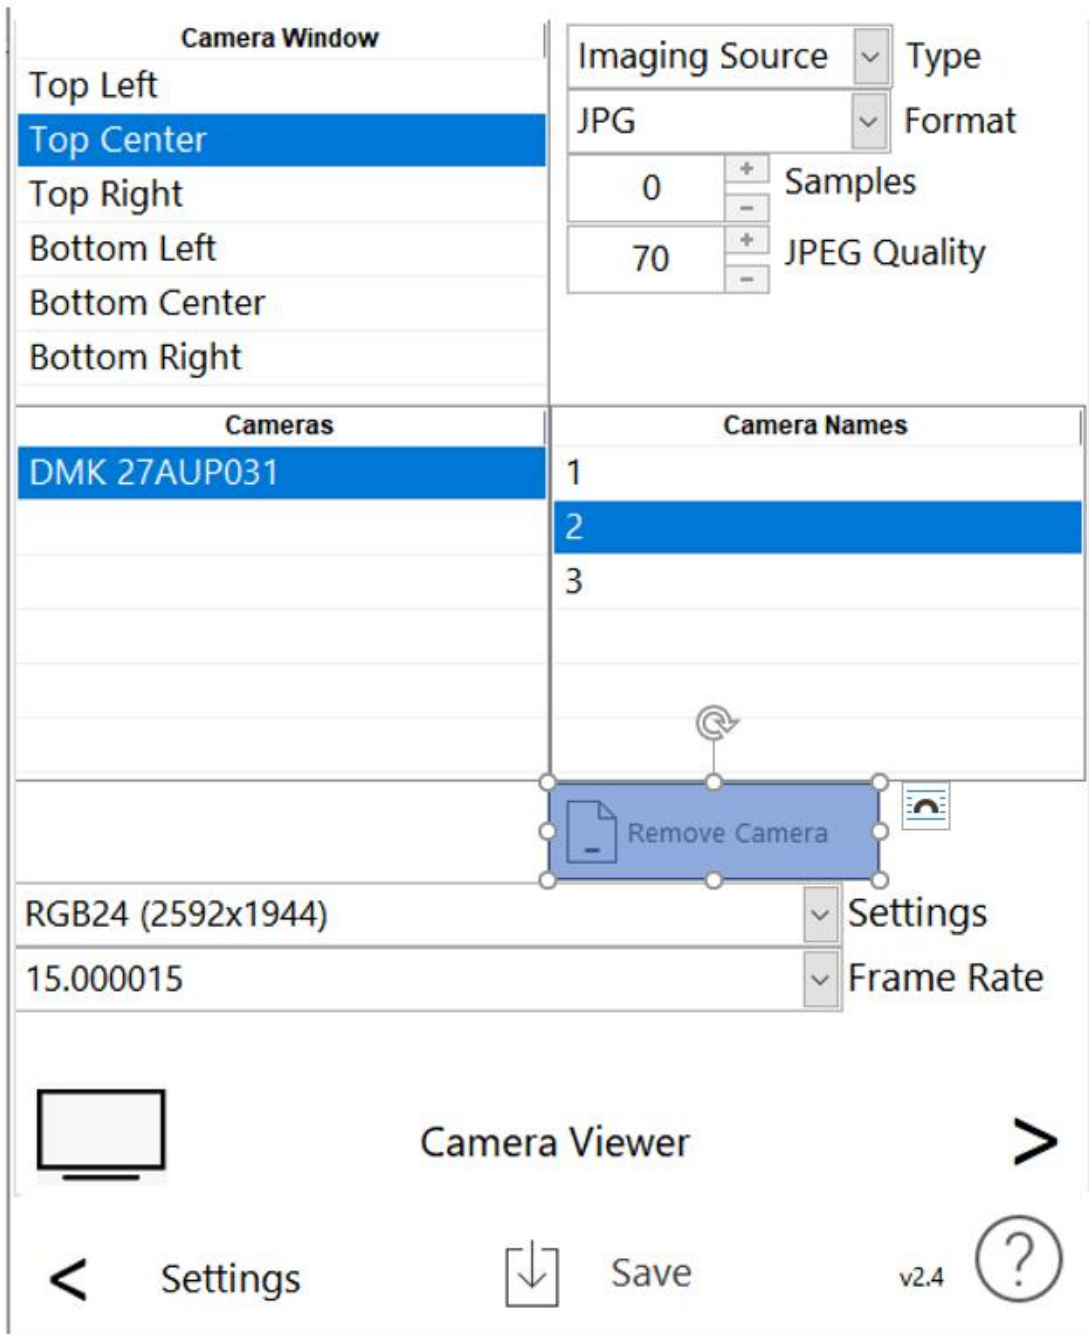 Camera Window
Top Left
Top Center
Top Right
Bottom Left
Bottom Center
Bottom Right
Imaging Source Type
JPG Format
0 + - Samples
70 + - JPEG Quality
Cameras
DMK 27AUP031
Camera Names
1
2
3
Remove Camera
RGB24 (2592x1944) Settings
15.000015 Frame Rate
Camera Viewer >
< Settings Save v2.4 ?